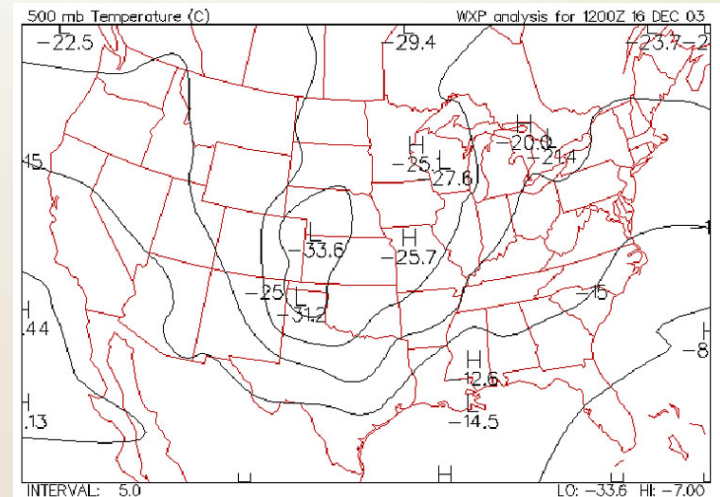 500 mb Temperature (C) WXP analysis for 1200Z 16 DEC 03
-22.5 -29.4 -23.7 -2
H H L
-20.0 -21.4
-25. L
-27.6
L H
-33.6 -25.7
-25 L -15
-31.2
.44 H -8
-12.6
H L
.13 -14.5
H
INTERVAL: 5.0 LO: -33.6 HI: -7.00